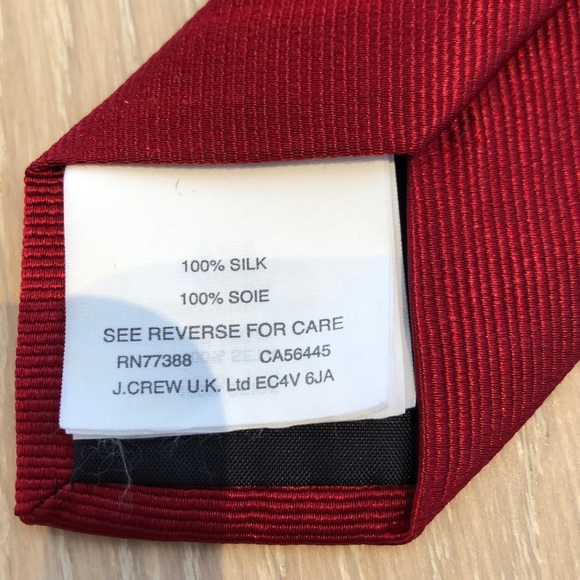 100% SILK
100% SOIE
SEE REVERSE FOR CARE
RN77388 CA56445
J.CREW U.K. Ltd EC4V 6JA